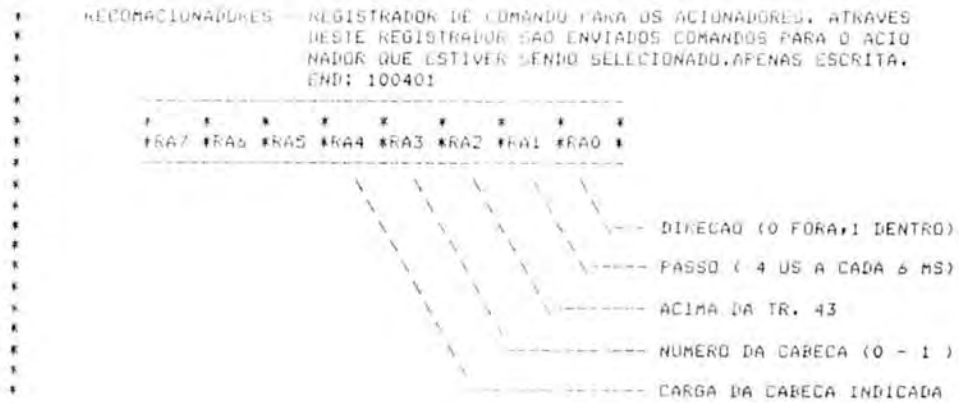 * RECOMACIONADORES -- REGISTRADOR DE COMANDO PARA OS ACIONADORES. ATRAVES
* DESTE REGISTRADOR SAO ENVIADOS COMANDOS PARA O ACIO
* NADOR QUE ESTIVER SENDO SELECIONADO.APENAS ESCRITA.
* END: 100401
*
* * * * * * * * * *
* *RA7 *RA6 *RA5 *RA4 *RA3 *RA2 *RA1 *RA0 *
*
*
*
* DIRECAO (0 FORA,1 DENTRO)
*
* PASSO ( 4 US A CADA 6 MS)
*
* ACIMA DA TR. 43
*
* NUMERO DA CABECA (0 - 1 )
*
* CARGA DA CABECA INDICADA